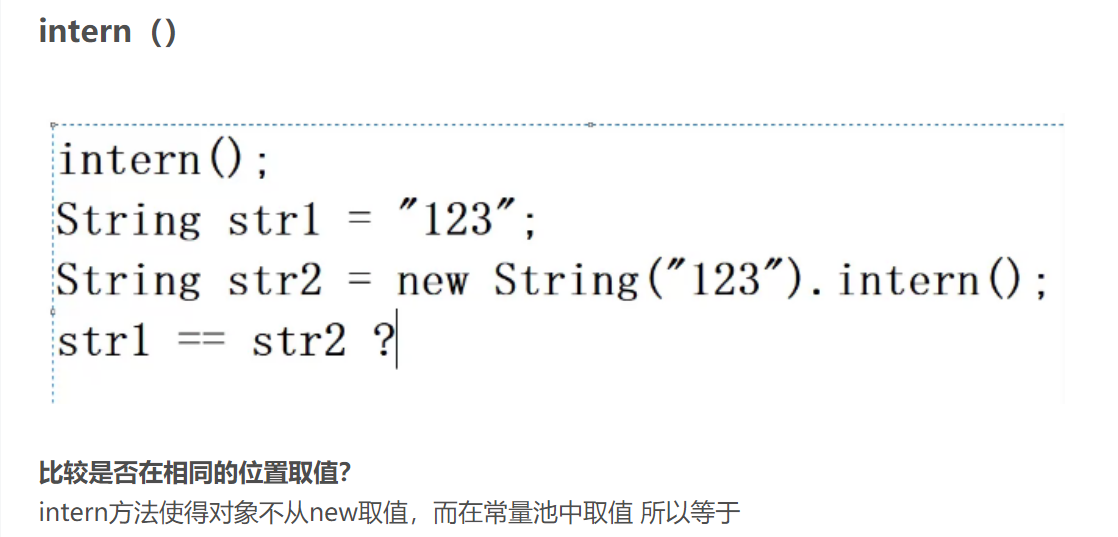 intern（）
intern();
String str1 = "123";
String str2 = new String("123").intern();
str1 == str2 ?
比较是否在相同的位置取值？
intern方法使得对象不从new取值，而在常量池中取值 所以等于